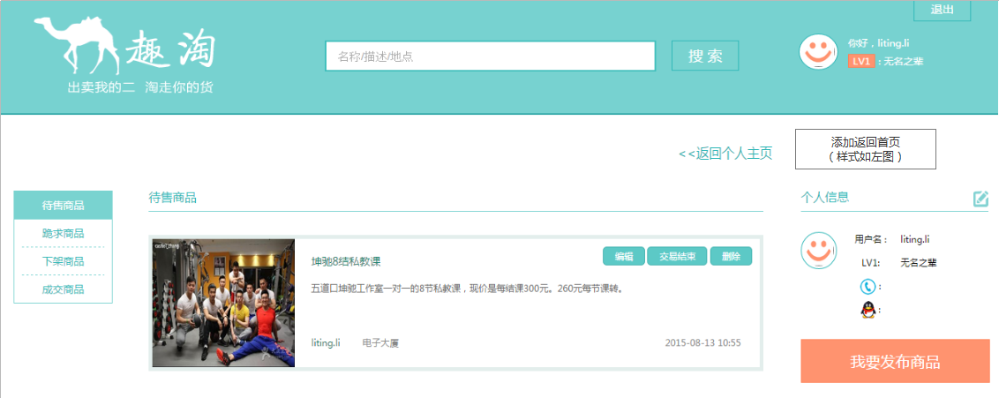 退出
趣淘
出卖我的二 淘走你的货
名称/描述/地点
搜 索
你好，liting.li
LV1：无名之辈
<<返回个人主页
添加返回首页
（样式如左图）
待售商品
跪求商品
下架商品
成交商品
待售商品
坤驰8结私教课
编辑
交易结束
删除
五道口坤驰工作室一对一的8节私教课，现价是每结课300元。260元每节课转。
liting.li 电子大厦 2015-08-13 10:55
个人信息
用户名： liting.li
LV1: 无名之辈
：
：
我要发布商品